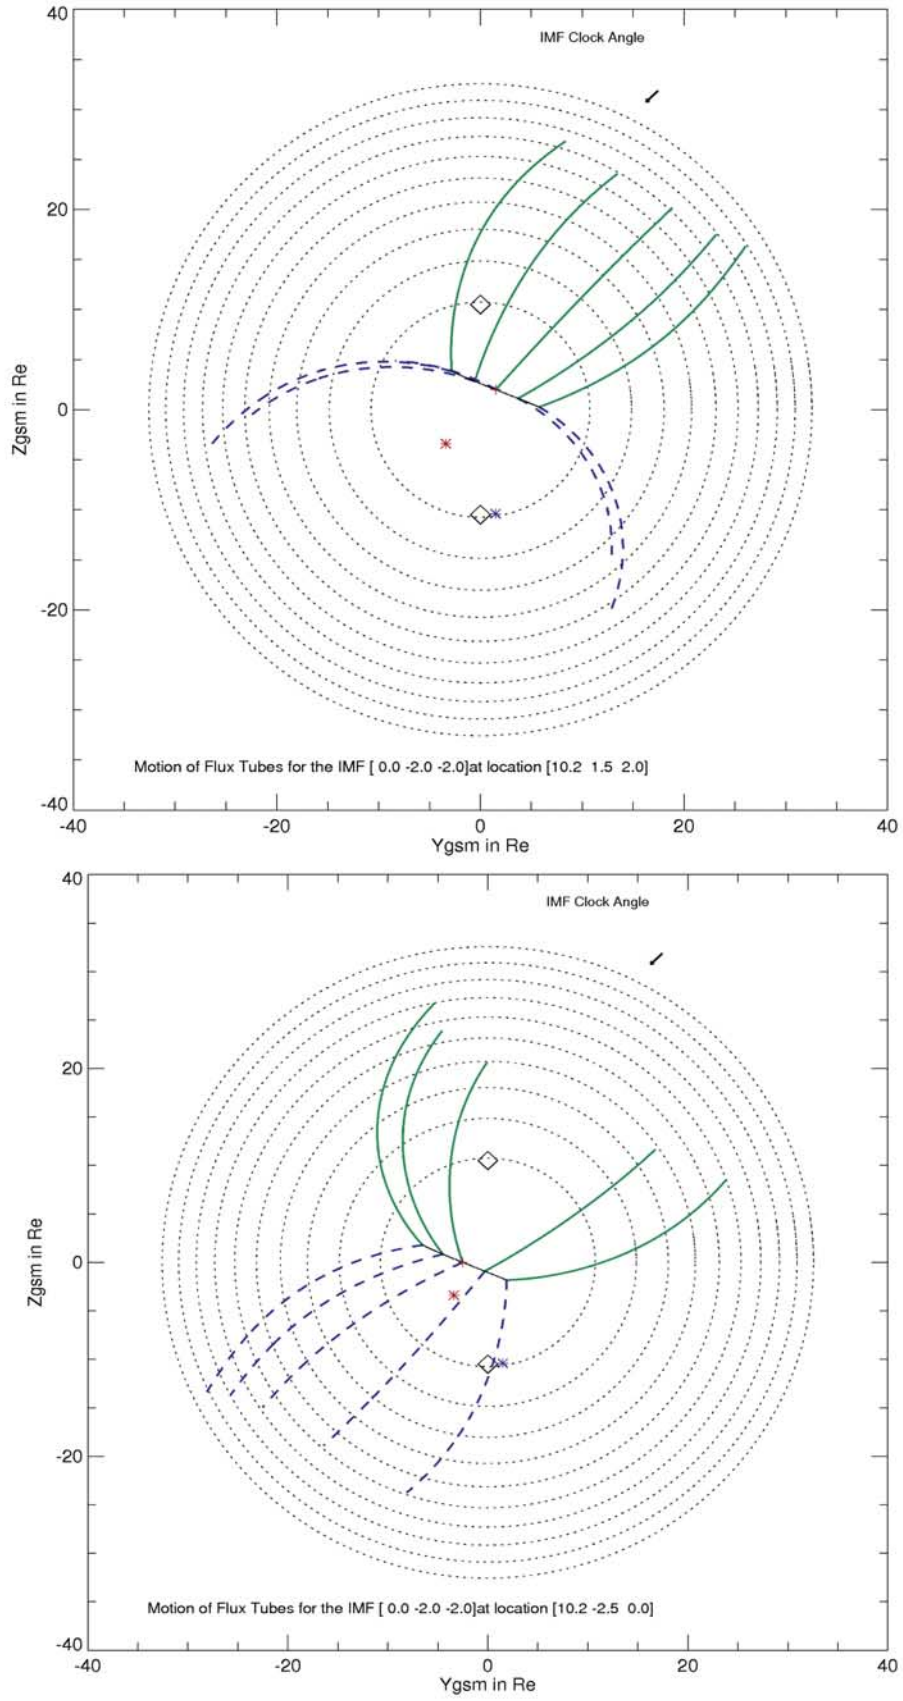 40
IMF Clock Angle
20
Zgsm in Re
0
-20
Motion of Flux Tubes for the IMF [ 0.0 -2.0 -2.0]at location [10.2 1.5 2.0]
-40
-40 -20 0 20 40
Ygsm in Re
40
IMF Clock Angle
20
Zgsm in Re
0
-20
Motion of Flux Tubes for the IMF [ 0.0 -2.0 -2.0]at location [10.2 -2.5 0.0]
-40
-40 -20 0 20 40
Ygsm in Re